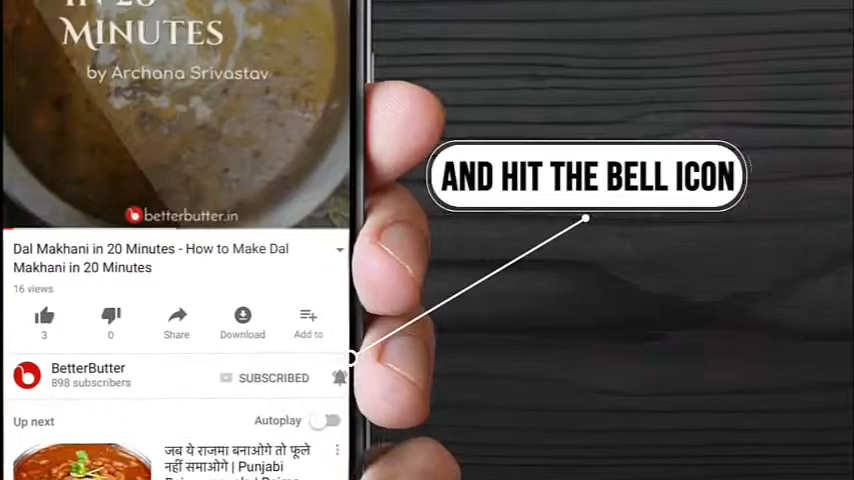 MINUTES
by Archana Srivastav
betterbutter.in
AND HIT THE BELL ICON
Dal Makhani in 20 Minutes - How to Make Dal
Makhani in 20 Minutes
16 views
3
0
Share
Download
Add to
BetterButter
898 subscribers
SUBSCRIBED
Up next
Autoplay
जब ये राजमा बनाओगे तो फूले
नहीं समाओगे | Punjabi